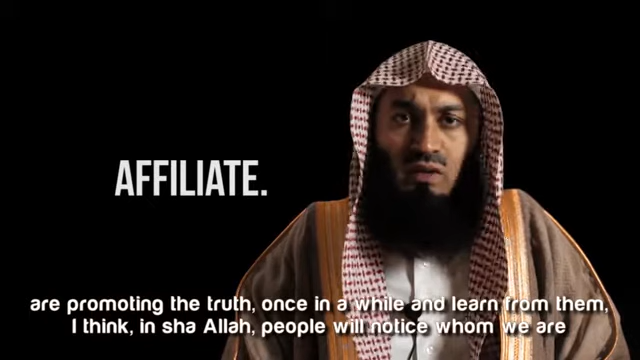 AFFILIATE.
are promoting the truth, once in a while and learn from them,
I think, in sha Allah, people will notice whom we are